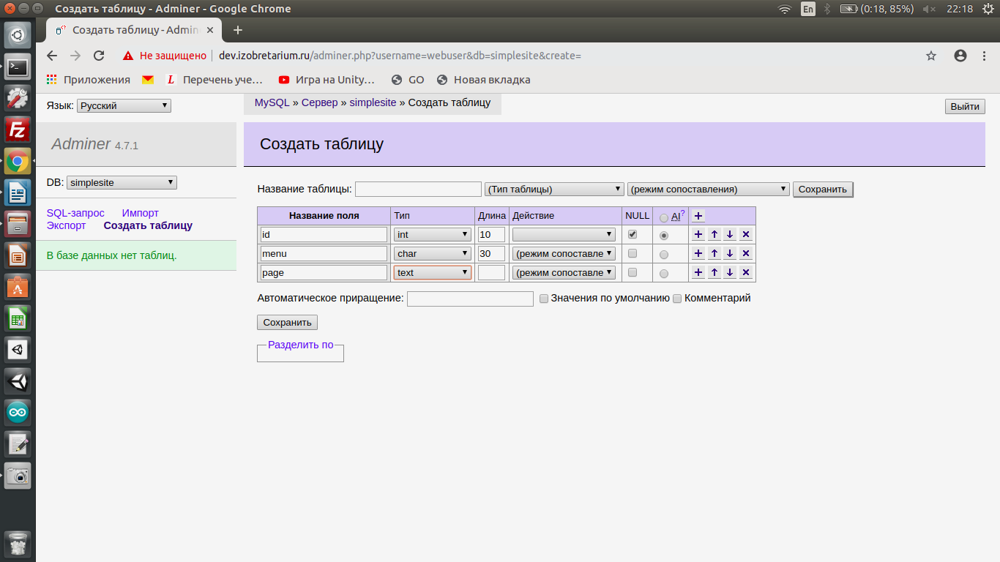 Создать таблицу - Adminer - Google Chrome
En (0:18, 85%) 22:18
Создать таблицу - Admin
Не защищено dev.izobretarium.ru/adminer.php?username=webuser&db=simplesite&create=
Приложения L Перечень уче… Игра на Unity… GO Новая вкладка
Язык: Русский
MySQL » Сервер » simplesite » Создать таблицу
Выйти
Adminer 4.7.1
Создать таблицу
DB: simplesite
SQL-запрос Импорт
Экспорт Создать таблицу
В базе данных нет таблиц.
Название таблицы: (Тип таблицы) (режим сопоставления) Сохранить
Название поля Тип Длина Действие NULL AI?
id int 10
menu char 30 (режим сопоставле
page text (режим сопоставле
Автоматическое приращение: Значения по умолчанию Комментарий
Сохранить
Разделить по